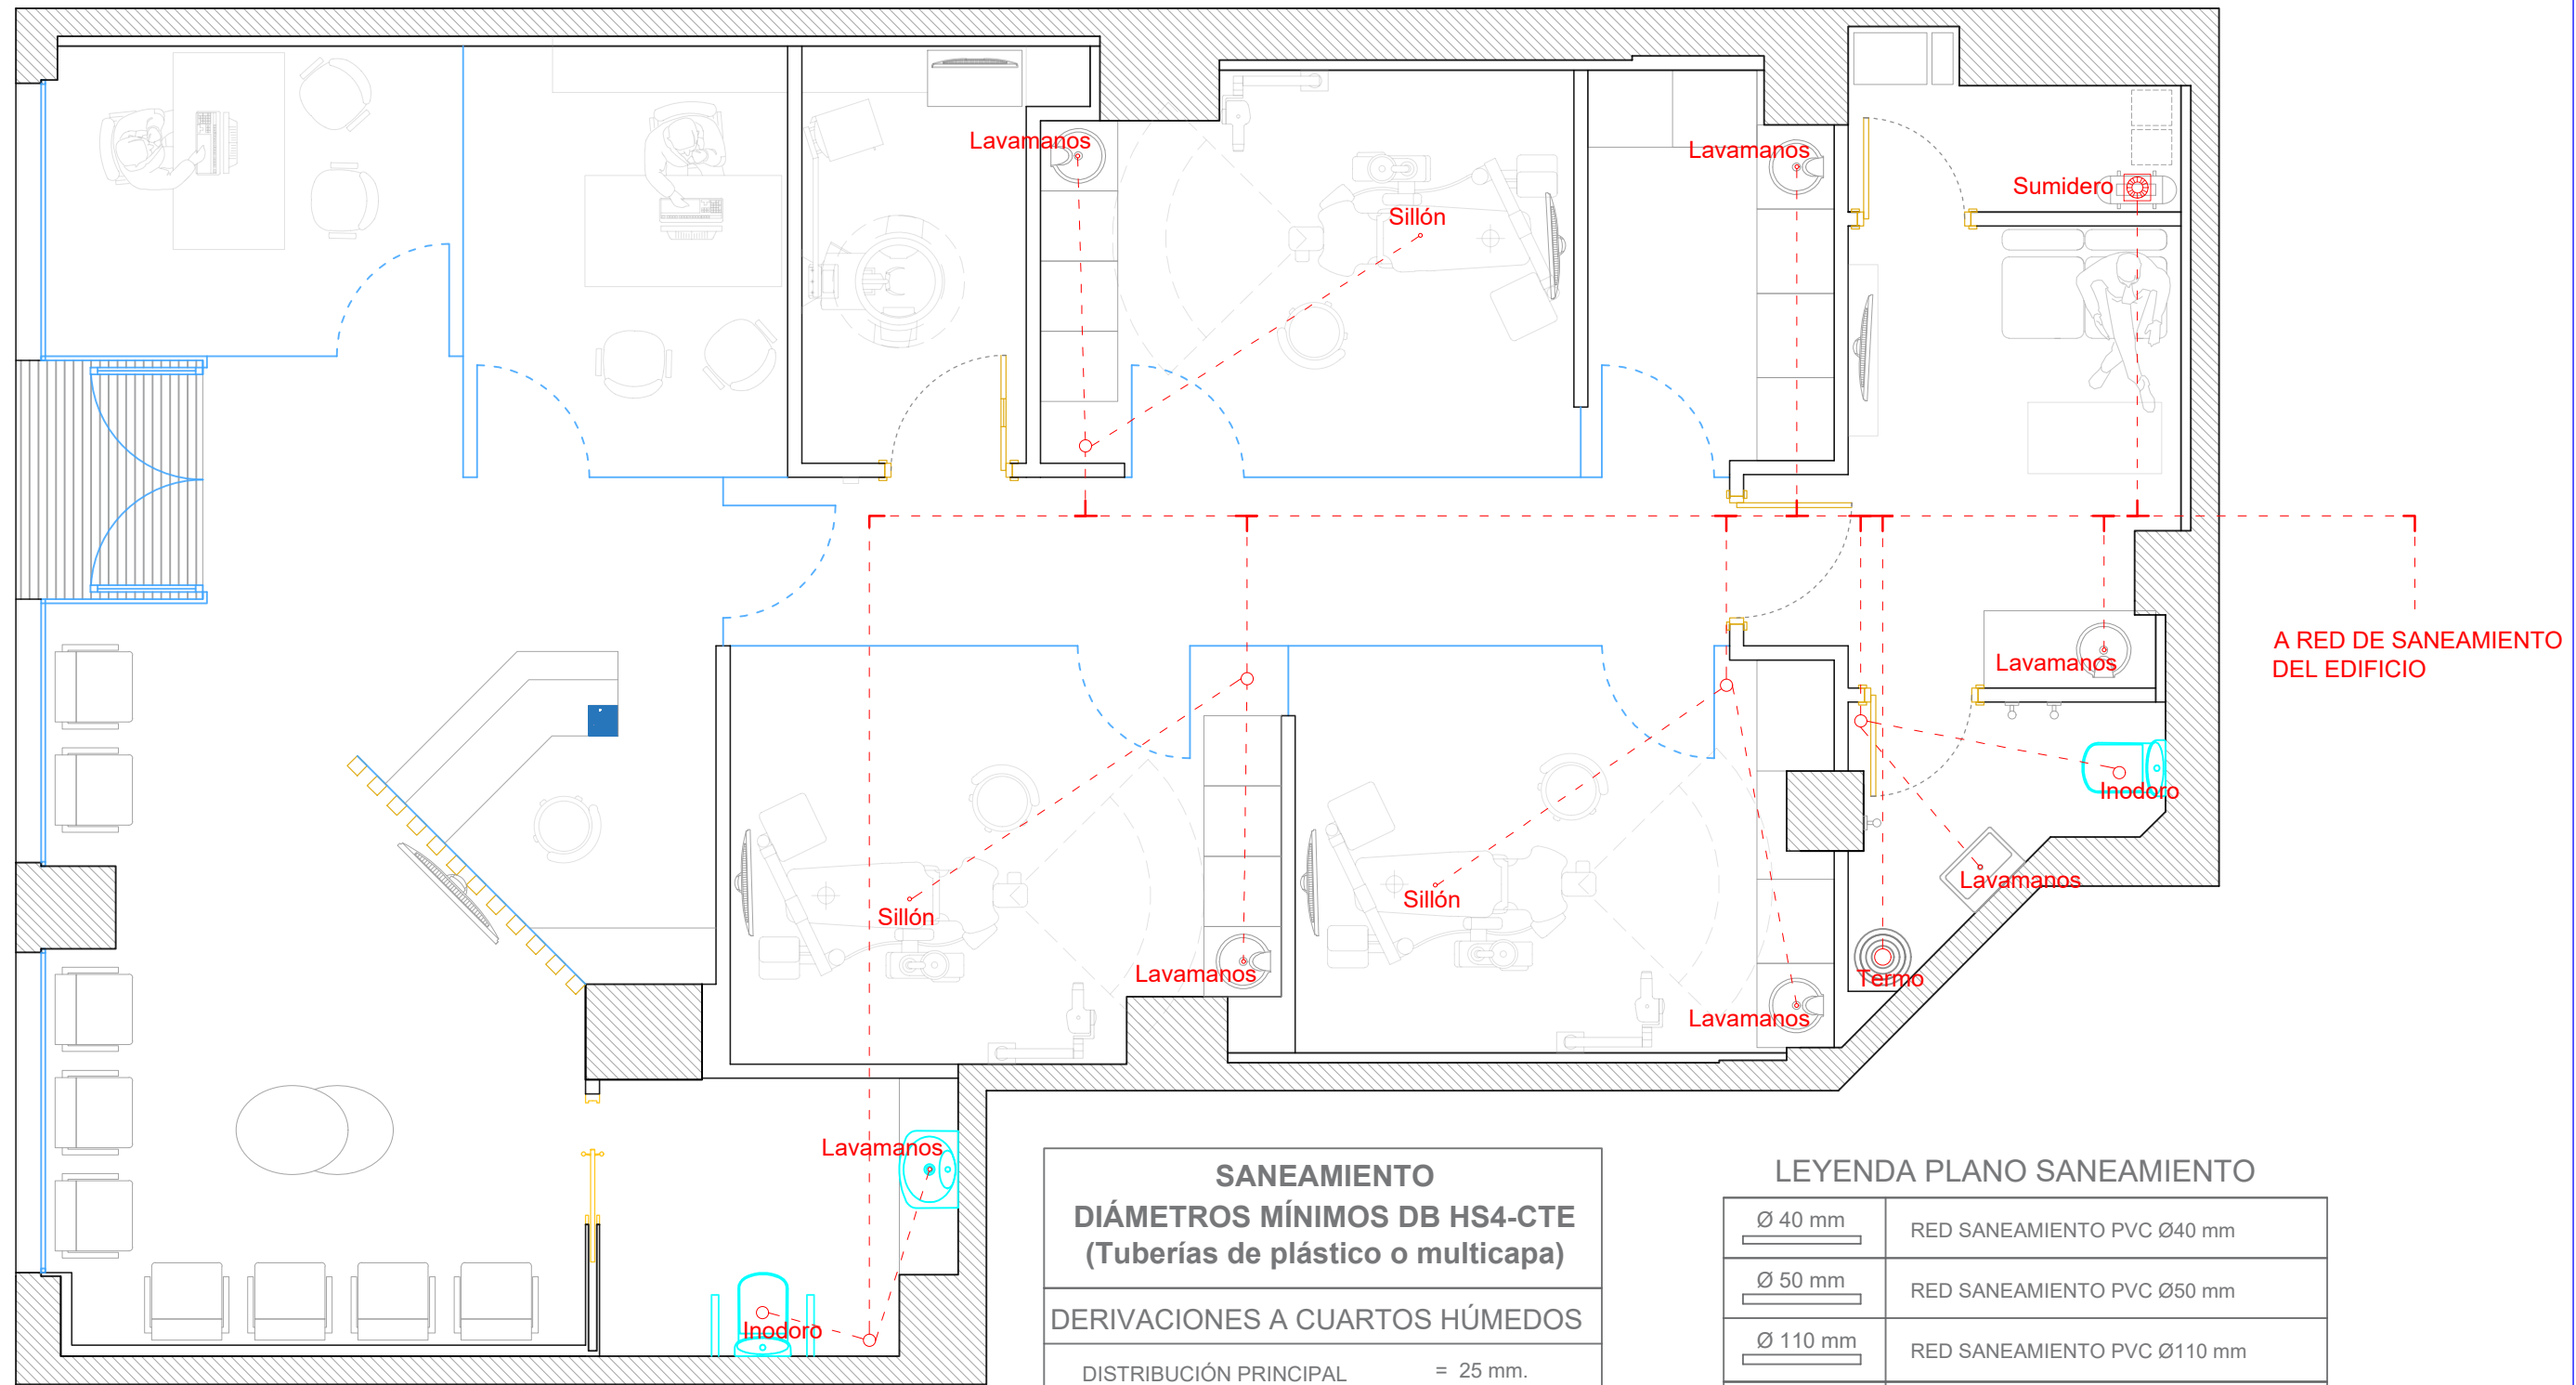 Lavamanos
Lavamanos
Sumidero
Sillón
A RED DE SANEAMIENTO
DEL EDIFICIO
Lavamanos
Inodoro
Lavamanos
Sillón
Sillón
Lavamanos
Termo
Lavamanos
Lavamanos
Inodoro
SANEAMIENTO
DIÁMETROS MÍNIMOS DB HS4-CTE
(Tuberías de plástico o multicapa)
DERIVACIONES A CUARTOS HÚMEDOS
DISTRIBUCIÓN PRINCIPAL = 25 mm.
LEYENDA PLANO SANEAMIENTO
Ø 40 mm RED SANEAMIENTO PVC Ø40 mm
Ø 50 mm RED SANEAMIENTO PVC Ø50 mm
Ø 110 mm RED SANEAMIENTO PVC Ø110 mm